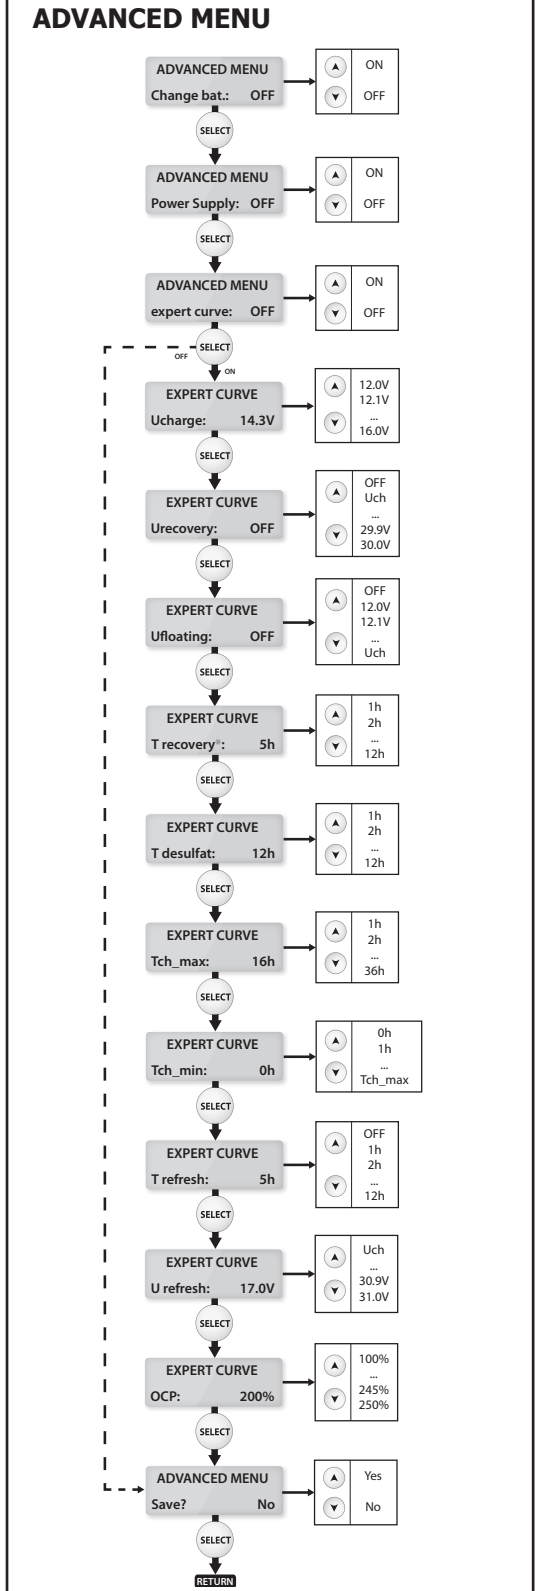 ADVANCED MENU
ADVANCED MENU
Change bat.: OFF
ON
OFF
SELECT
ADVANCED MENU
Power Supply: OFF
ON
OFF
SELECT
ADVANCED MENU
expert curve: OFF
ON
OFF
SELECT
OFF
ON
EXPERT CURVE
Ucharge: 14.3V
12.0V
12.1V
...
16.0V
SELECT
EXPERT CURVE
Urecovery: OFF
OFF
Uch
...
29.9V
30.0V
SELECT
EXPERT CURVE
Ufloating: OFF
OFF
12.0V
12.1V
...
Uch
SELECT
EXPERT CURVE
T recovery*: 5h
1h
2h
...
12h
SELECT
EXPERT CURVE
T desulfat: 12h
1h
2h
...
12h
SELECT
EXPERT CURVE
Tch_max: 16h
1h
2h
...
36h
SELECT
EXPERT CURVE
Tch_min: 0h
0h
1h
...
Tch_max
SELECT
EXPERT CURVE
T refresh: 5h
OFF
1h
2h
...
12h
SELECT
EXPERT CURVE
U refresh: 17.0V
Uch
...
30.9V
31.0V
SELECT
EXPERT CURVE
OCP: 200%
100%
...
245%
250%
SELECT
ADVANCED MENU
Save? No
Yes
No
SELECT
RETURN